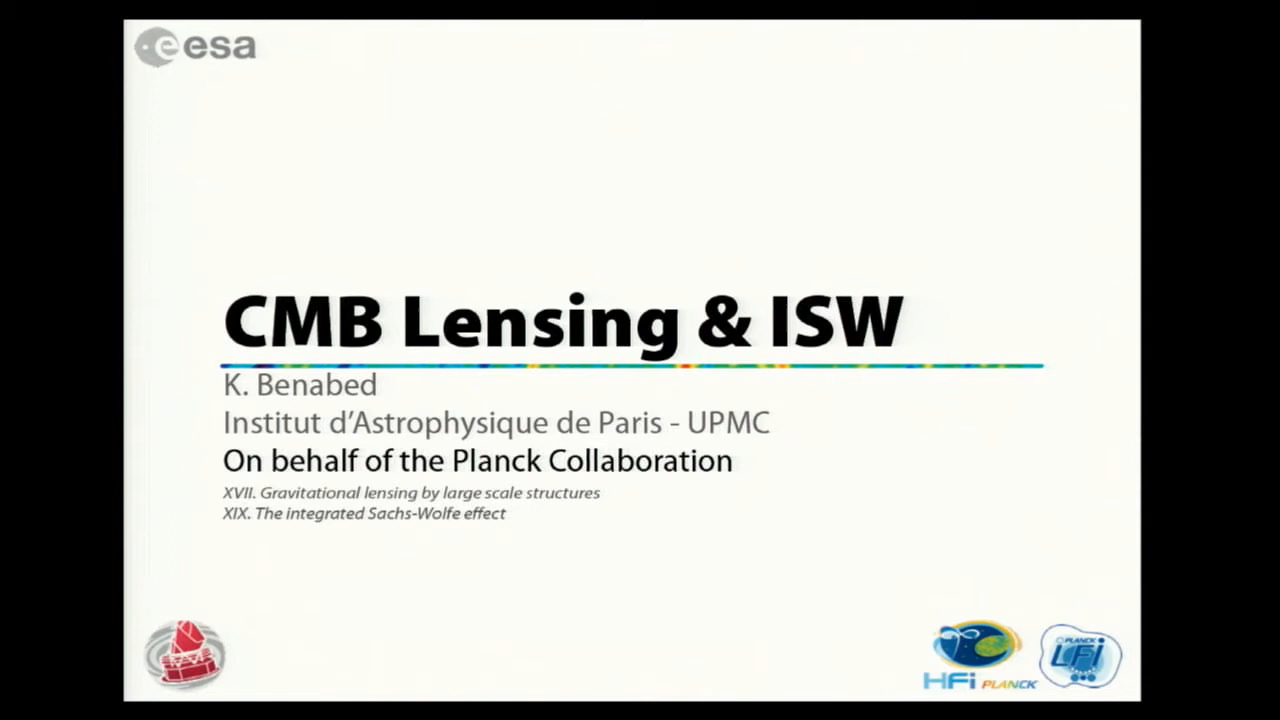 esa
CMB Lensing & ISW
K. Benabed
Institut d'Astrophysique de Paris - UPMC
On behalf of the Planck Collaboration
XVII. Gravitational lensing by large scale structures
XIX. The integrated Sachs-Wolfe effect
HFi PLANCK
PLANCK
LFi